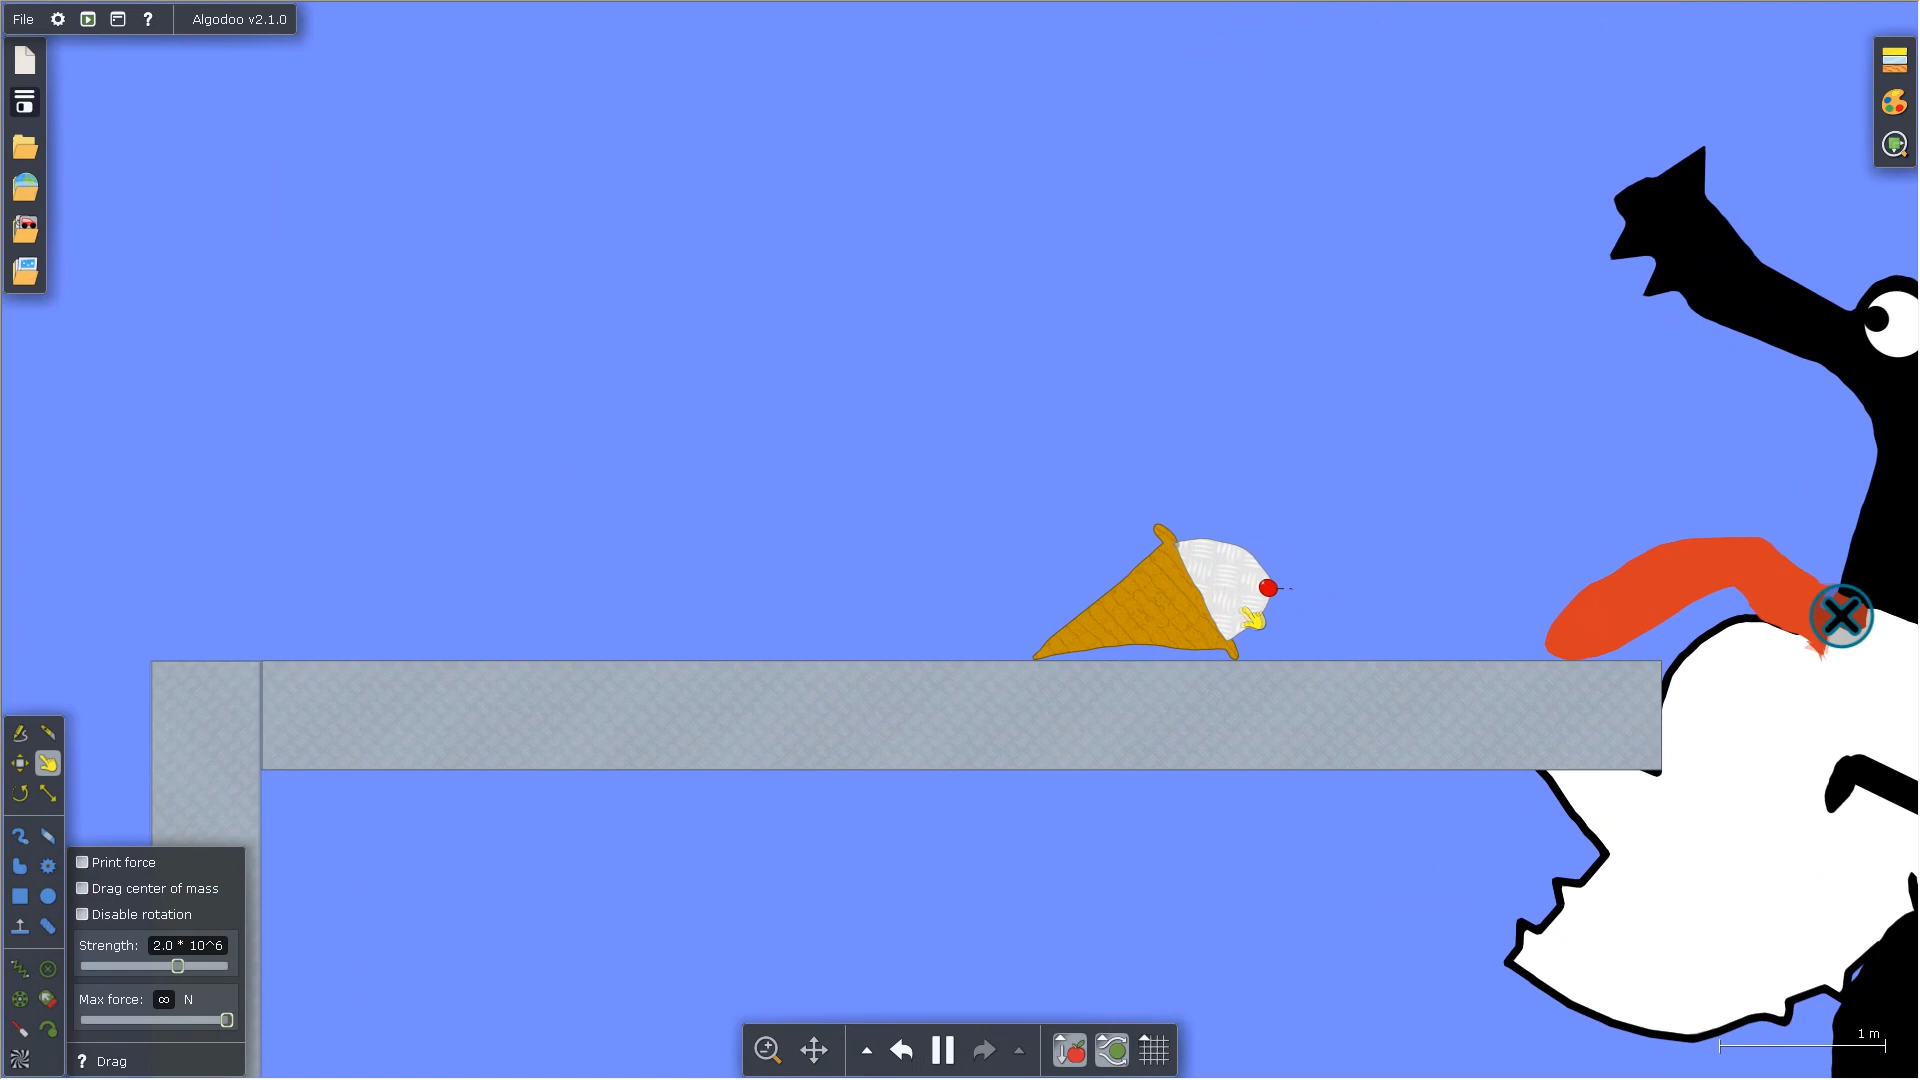 File ? Algodoo v2.1.0
Print force
Drag center of mass
Disable rotation
Strength: 2.0 * 10^6
Max force: ∞ N
? Drag
1 m